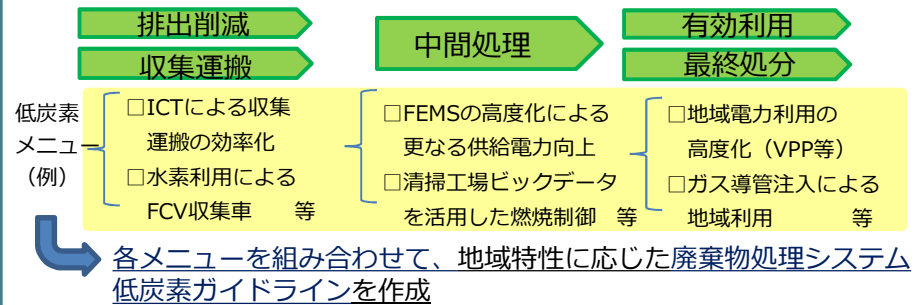 排出削減
収集運搬
中間処理
有効利用
最終処分
低炭素
メニュー
（例）
□ICTによる収集
運搬の効率化
□水素利用による
FCV収集車　等
□FEMSの高度化による
更なる供給電力向上
□清掃工場ビックデータ
を活用した燃焼制御　等
□地域電力利用の
高度化（VPP等）
□ガス導管注入による
地域利用　等
各メニューを組み合わせて、地域特性に応じた廃棄物処理システム
低炭素ガイドラインを作成